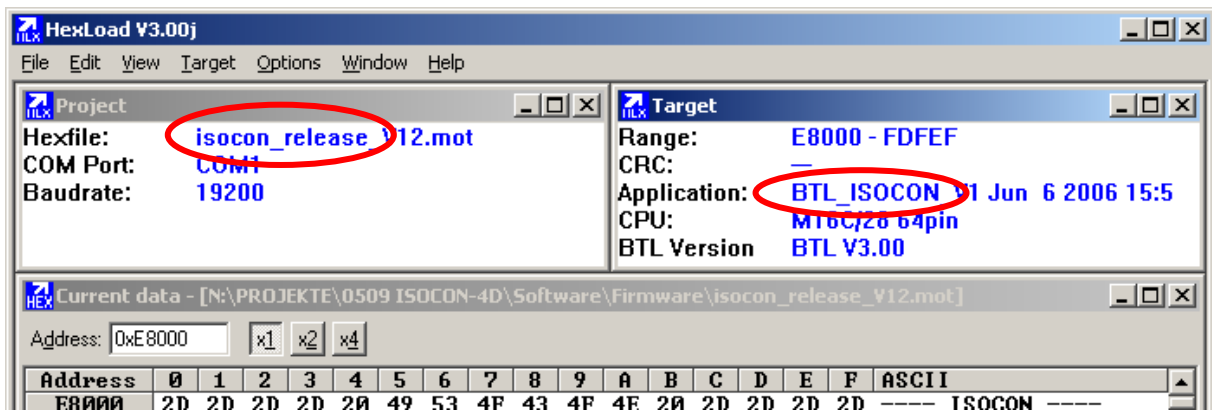 HexLoad V3.00j
File Edit View Target Options Window Help
Project
Hexfile: isocon_release_V12.mot
COM Port: COM1
Baudrate: 19200
Target
Range: E8000 - FDFEF
CRC: —
Application: BTL_ISOCON_V1 Jun 6 2006 15:5
CPU: M16C/28 64pin
BTL Version BTL V3.00
Current data - [N:\PROJEKTE\0509 ISOCON-4D\Software\Firmware\isocon_release_V12.mot]
Address: 0xE8000 x1 x2 x4
Address 0 1 2 3 4 5 6 7 8 9 A B C D E F ASCII
E8000 2D 2D 2D 2D 20 49 53 4F 43 4F 4E 20 2D 2D 2D 2D ---- ISOCON ----